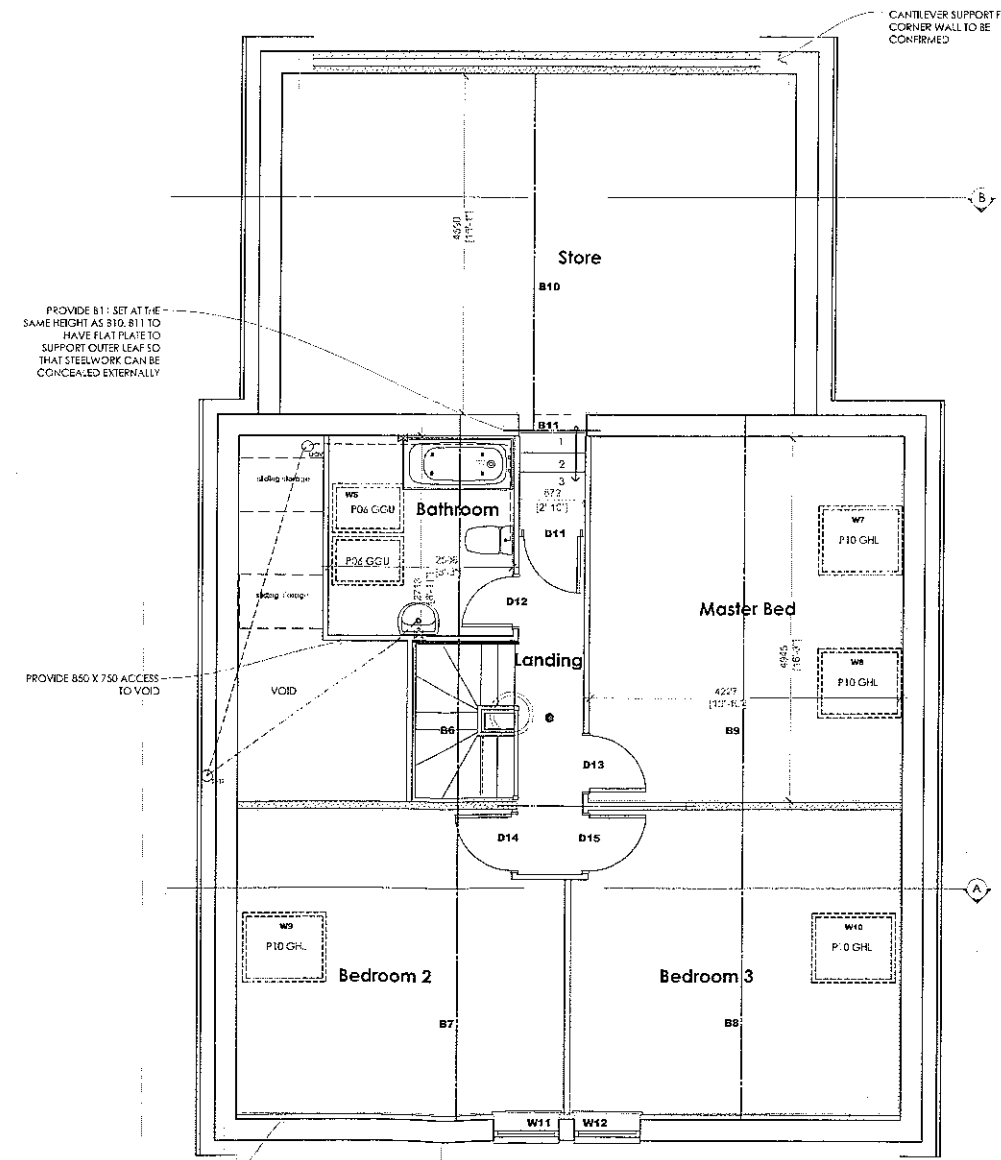 CANTILEVER SUPPORT F
CORNER WALL TO BE
CONFIRMED
B
Store
B10
PROVIDE B11 SET AT THE
SAME HEIGHT AS B10. B11 TO
HAVE FLAT PLATE TO
SUPPORT OUTER LEAF SO
THAT STEELWORK CAN BE
CONCEALED EXTERNALLY
B11
1
2
3
sliding storage
W5
P06 GGU
Bathroom
[2'-10"]
D11
W7
P10 GHL
P06 GGU
sliding storage
D12
Master Bed
Landing
4945
[16'-3"]
PROVIDE 850 X 750 ACCESS
TO VOID
VOID
W8
P10 GHL
4227
B6
B9
D13
D14
D15
A
W9
P10 GHL
W10
P10 GHL
Bedroom 2
Bedroom 3
B7
B8
W11
W12